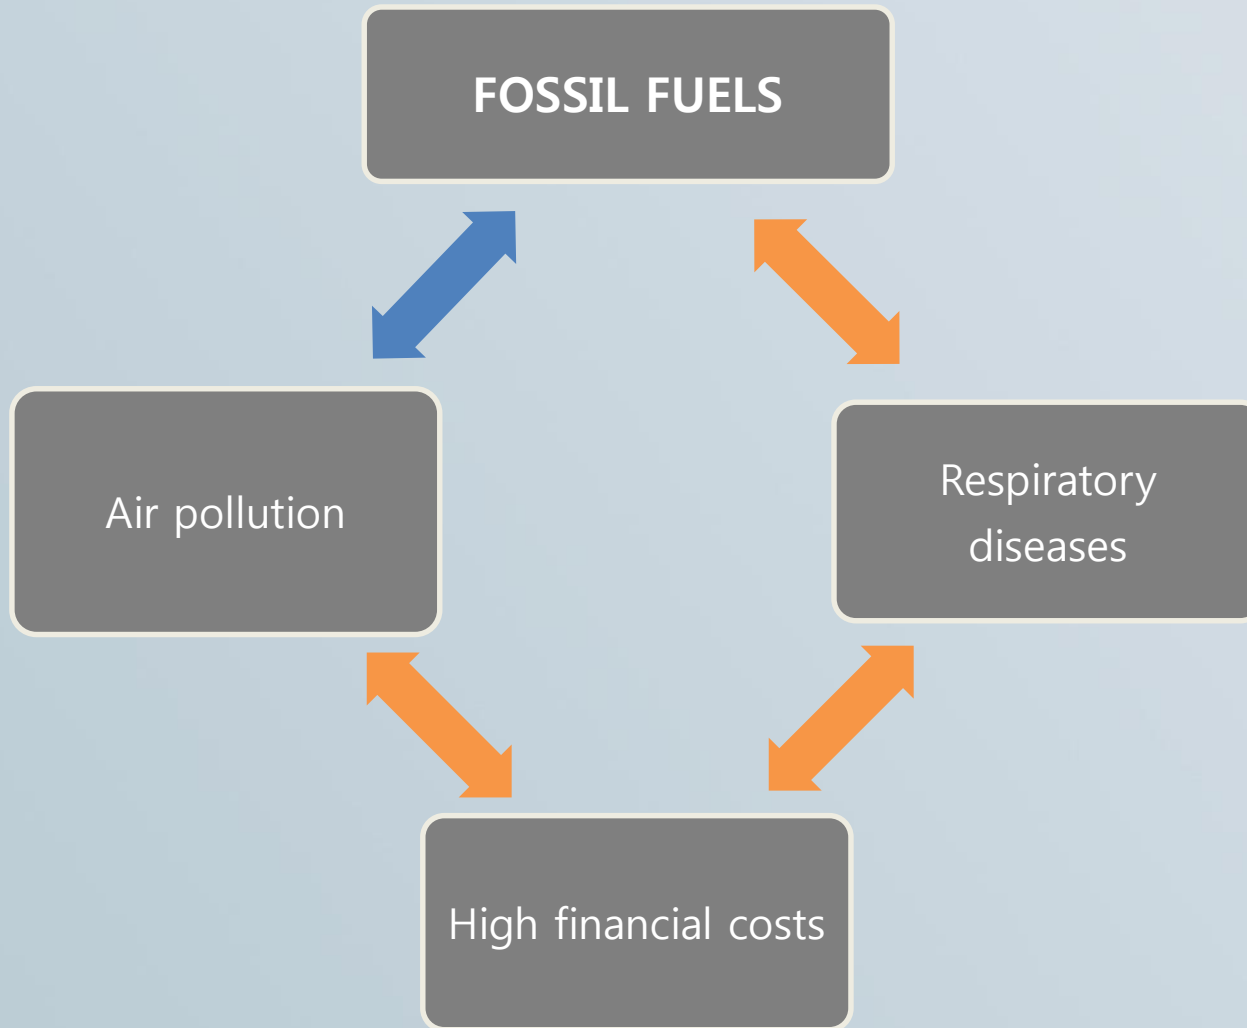 FOSSIL FUELS
Air pollution
Respiratory
diseases
High financial costs